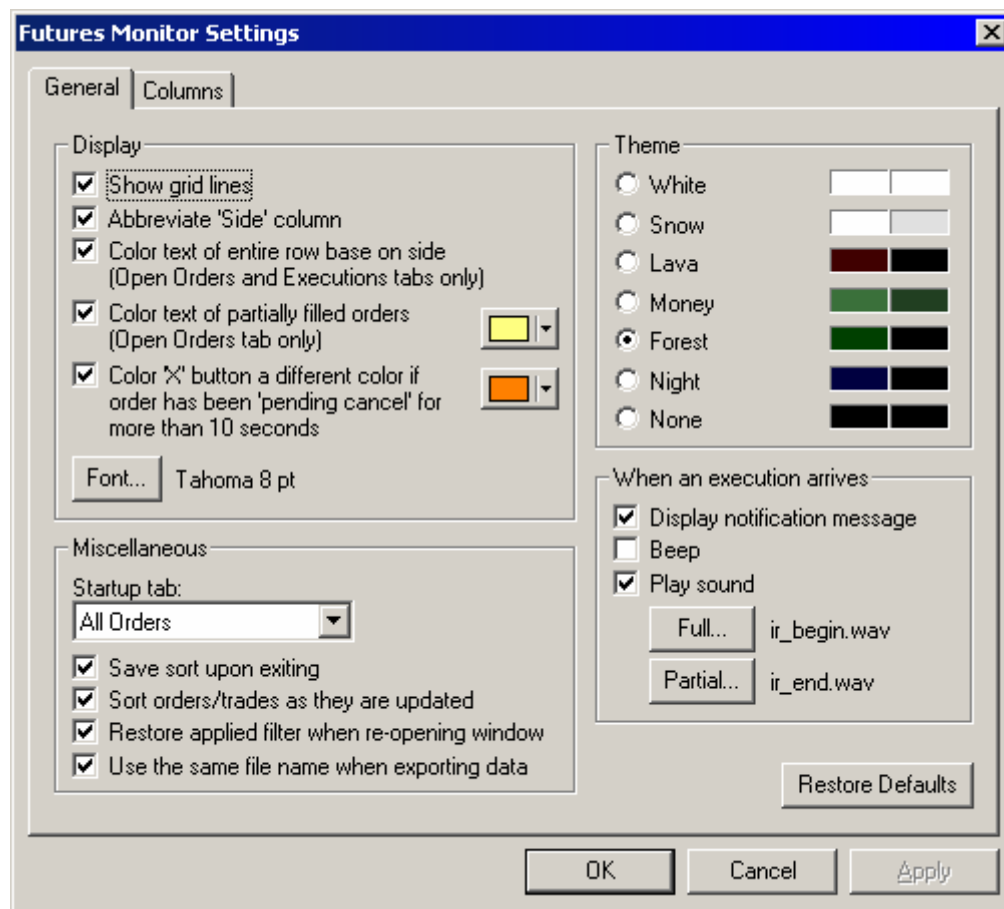 Futures Monitor Settings
General
Columns
Display
Show grid lines
Abbreviate 'Side' column
Color text of entire row base on side
(Open Orders and Executions tabs only)
Color text of partially filled orders
(Open Orders tab only)
Color 'X' button a different color if
order has been 'pending cancel' for
more than 10 seconds
Font...
Tahoma 8 pt
Miscellaneous
Startup tab:
All Orders
Save sort upon exiting
Sort orders/trades as they are updated
Restore applied filter when re-opening window
Use the same file name when exporting data
Theme
White
Snow
Lava
Money
Forest
Night
None
When an execution arrives
Display notification message
Beep
Play sound
Full...
ir_begin.wav
Partial...
ir_end.wav
Restore Defaults
OK
Cancel
Apply